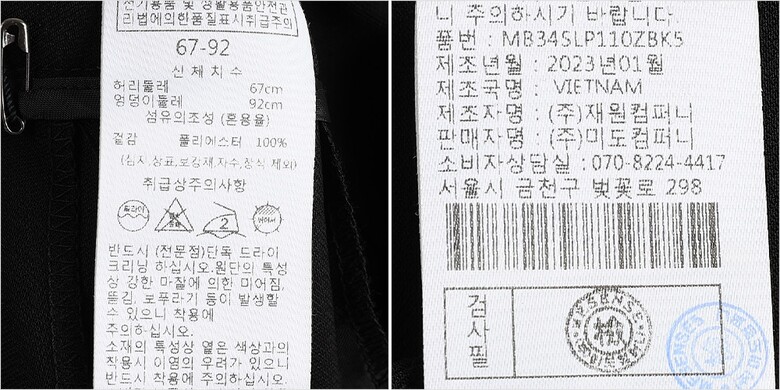 전기용품 및 생활용품안전관
리법에의한품질표시취급주의
67-92
신체치수
허리둘레 67cm
엉덩이둘레 92cm
섬유의조성 (혼용율)
겉감 폴리에스터 100%
(심지,상표,보강재,자수,장식 제외)
취급상주의사항
드라이
2
반드시 (전문점)단독 드라이
크리닝 하십시오.원단의 특성
상 강한 마찰에 의한 미어짐,
뜯김, 보푸라기 등이 발생할
수 있으니 착용에
주의하십시오.
소재의 특성상 옅은 색상과의
착용시 이염의 우려가 있으니
반드시 착용에 주의하십시오
니 주의하시기 바랍니다.
품번 : MB34SLP110ZBK5
제조년월 : 2023년01월
제조국명 : VIETNAM
제조자명 : (주)재원컴퍼니
판매자명 : (주)미도컴퍼니
소비자상담실 : 070-8224-4417
서울시 금천구 벚꽃로 298
검사필